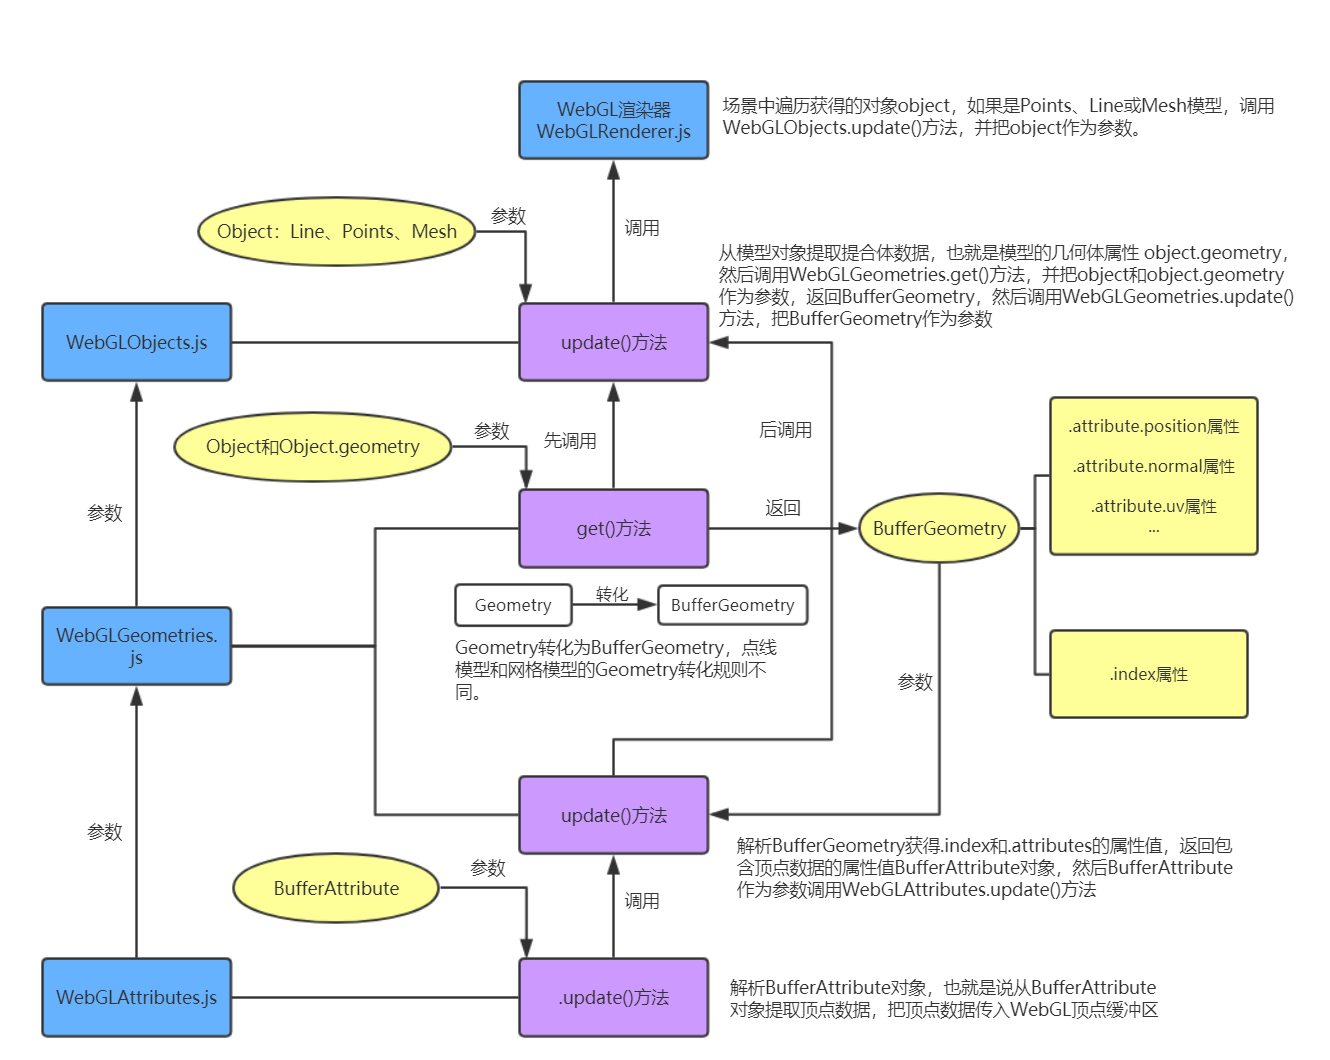 WebGL渲染器
WebGLRenderer.js
场景中遍历获得的对象object，如果是Points、Line或Mesh模型，调用
WebGLObjects.update()方法，并把object作为参数。
Object：Line、Points、Mesh
参数
调用
从模型对象提取提合体数据，也就是模型的几何体属性 object.geometry，
然后调用WebGLGeometries.get()方法，并把object和object.geometry
作为参数，返回BufferGeometry，然后调用WebGLGeometries.update()
方法，把BufferGeometry作为参数
WebGLObjects.js
update()方法
Object和Object.geometry
参数
先调用
后调用
.attribute.position属性
.attribute.normal属性
.attribute.uv属性
...
参数
get()方法
返回
BufferGeometry
Geometry
转化
BufferGeometry
WebGLGeometries.
js
Geometry转化为BufferGeometry，点线
模型和网格模型的Geometry转化规则不
同。
参数
.index属性
参数
update()方法
解析BufferGeometry获得.index和.attributes的属性值，返回包
含顶点数据的属性值BufferAttribute对象，然后BufferAttribute
作为参数调用WebGLAttributes.update()方法
BufferAttribute
参数
调用
WebGLAttributes.js
.update()方法
解析BufferAttribute对象，也就是说从BufferAttribute
对象提取顶点数据，把顶点数据传入WebGL顶点缓冲区